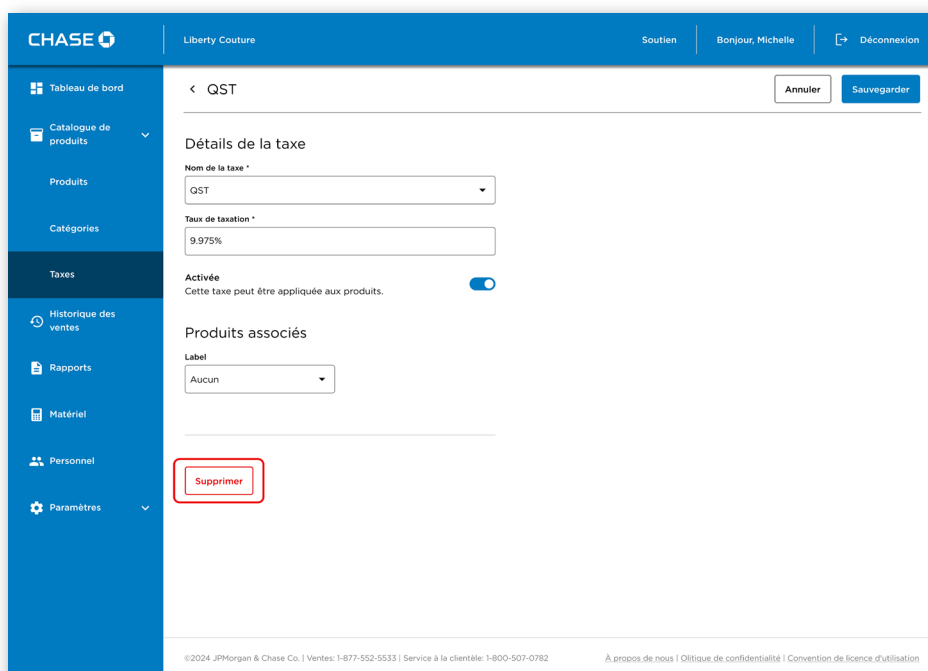 CHASE
Liberty Couture
Soutien
Bonjour, Michelle
Déconnexion
Tableau de bord
Catalogue de
produits
Produits
Catégories
Taxes
Historique des
ventes
Rapports
Matériel
Personnel
Paramètres
QST
Annuler
Sauvegarder
Détails de la taxe
Nom de la taxe *
QST
Taux de taxation *
9.975%
Activée
Cette taxe peut être appliquée aux produits.
Produits associés
Label
Aucun
Supprimer
©2024 JPMorgan & Chase Co. | Ventes: 1-877-552-5533 | Service à la clientèle: 1-800-507-0782
À propos de nous | Olitique de confidentialité | Convention de licence d'utilisation